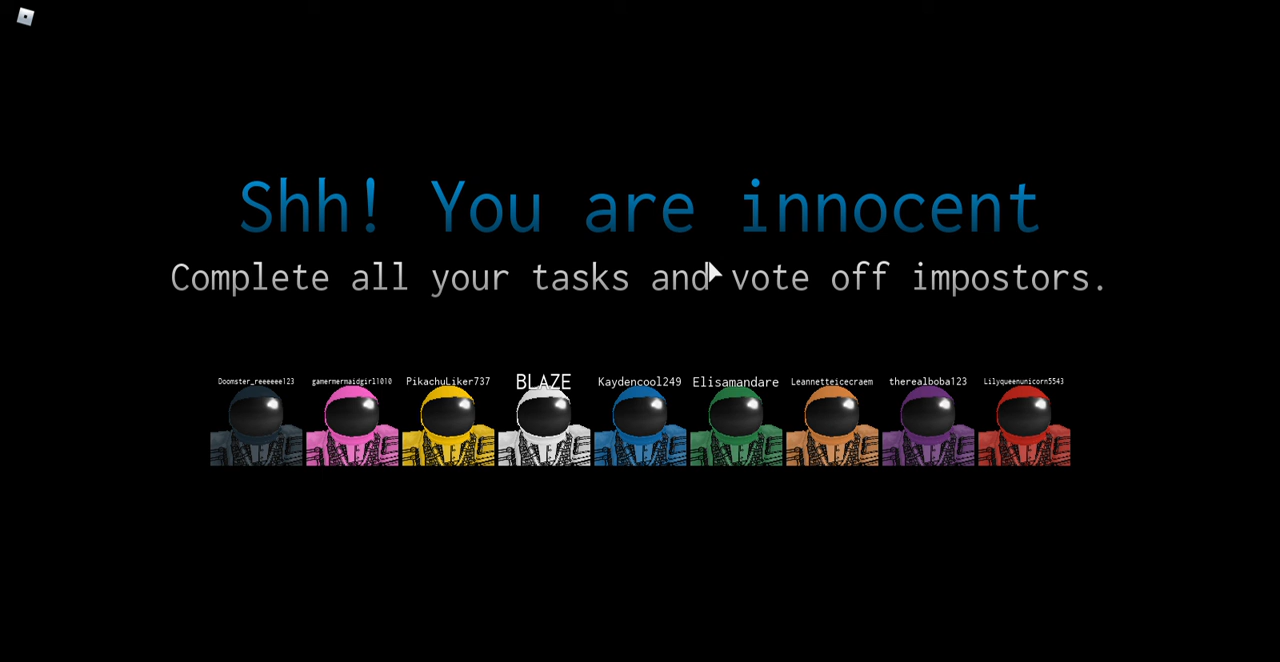 Shh! You are innocent
Complete all your tasks and vote off impostors.
Doomster_reeeeee123 gamermermaidgirl1010 PikachuLiker737 BLAZE Kaydencool249 Elisamandare Leannetteicecraem therealboba123 Lilyqueenunicorn5543